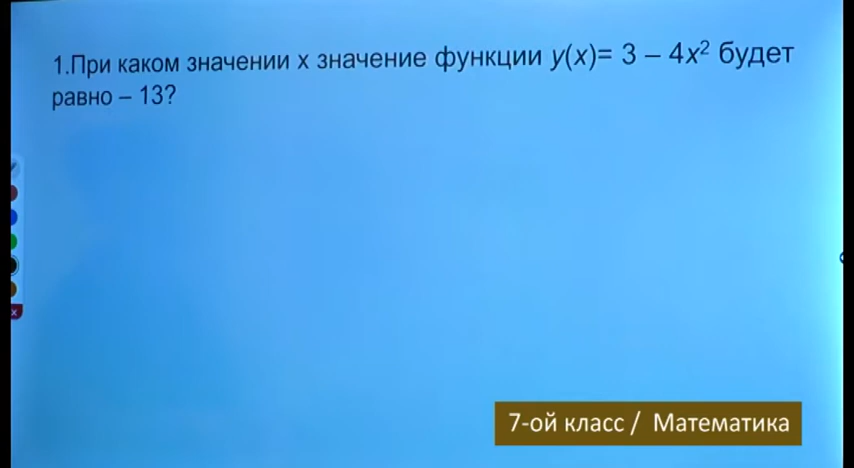 1.При каком значении x значение функции y(x)= 3 – 4x² будет
равно – 13?
x
7-ой класс / Математика